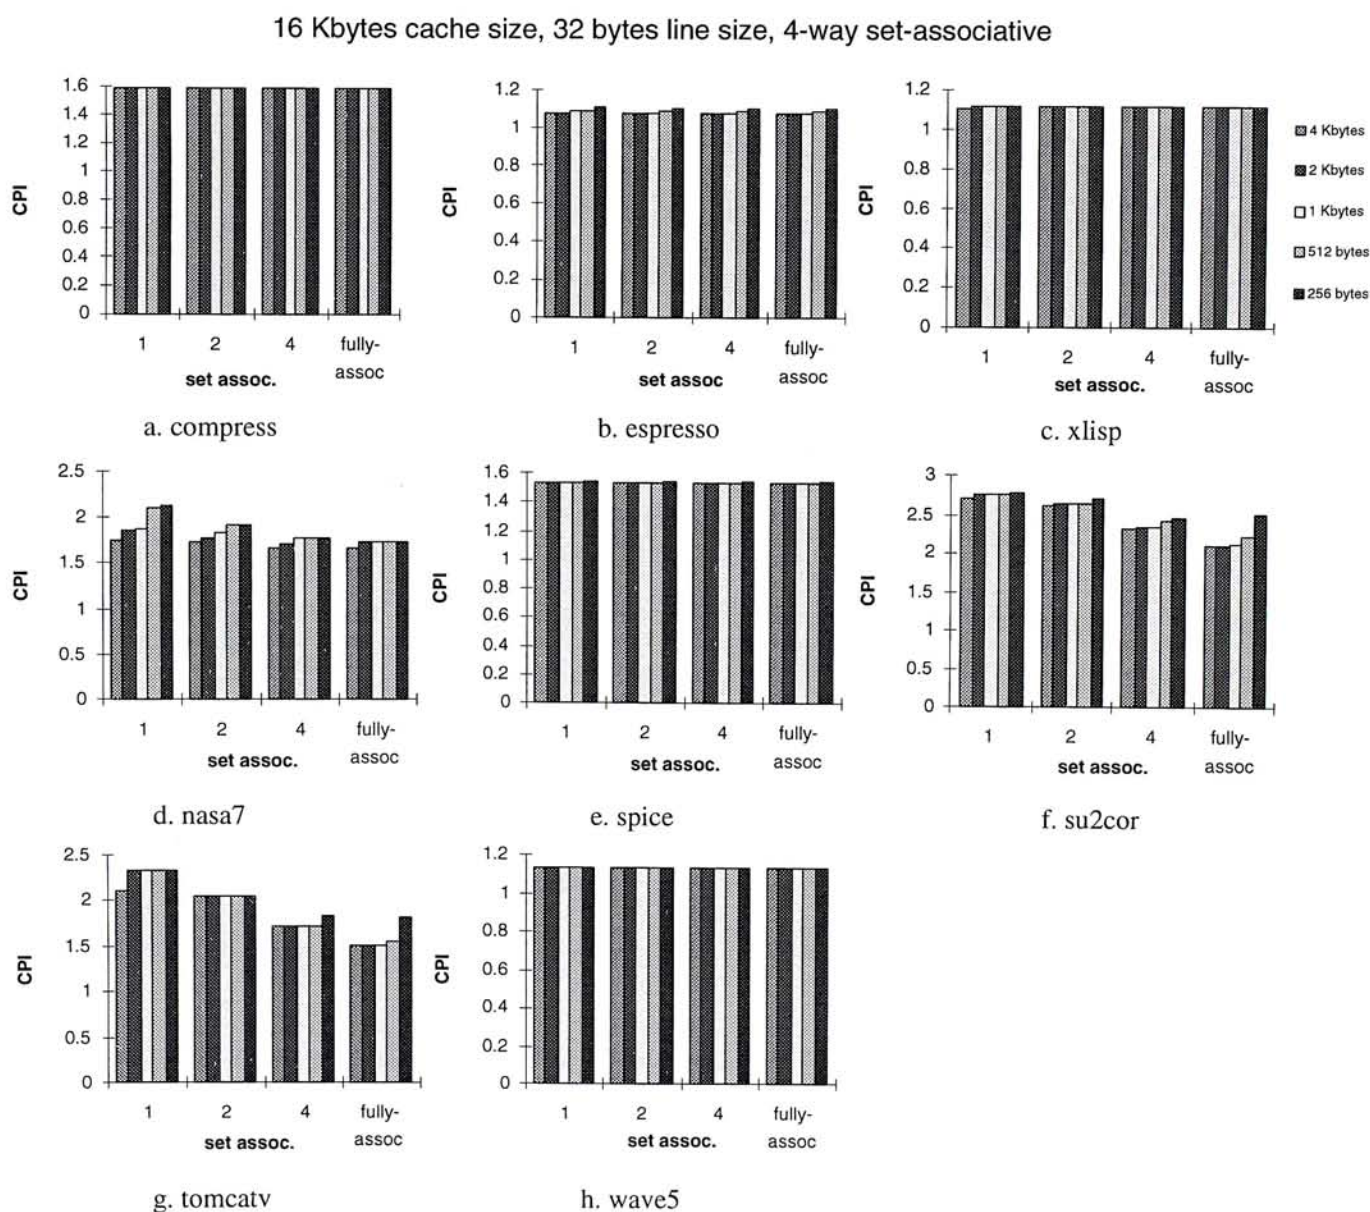 16 Kbytes cache size, 32 bytes line size, 4-way set-associative
1.6
1.4
1.2
1
0.8
0.6
0.4
0.2
0
CPI
1 2 4 fully-assoc
set assoc.
a. compress
1.2
1
0.8
0.6
0.4
0.2
0
CPI
1 2 4 fully-assoc
set assoc
b. espresso
1.2
1
0.8
0.6
0.4
0.2
0
CPI
1 2 4 fully-assoc
set assoc.
c. xlisp
4 Kbytes
2 Kbytes
1 Kbytes
512 bytes
256 bytes
2.5
2
1.5
1
0.5
0
CPI
1 2 4 fully-assoc
set assoc.
d. nasa7
1.6
1.4
1.2
1
0.8
0.6
0.4
0.2
0
CPI
1 2 4 fully-assoc
set assoc.
e. spice
3
2.5
2
1.5
1
0.5
0
CPI
1 2 4 fully-assoc
set assoc.
f. su2cor
2.5
2
1.5
1
0.5
0
CPI
1 2 4 fully-assoc
set assoc.
g. tomcatv
1.2
1
0.8
0.6
0.4
0.2
0
CPI
1 2 4 fully-assoc
set assoc.
h. wave5